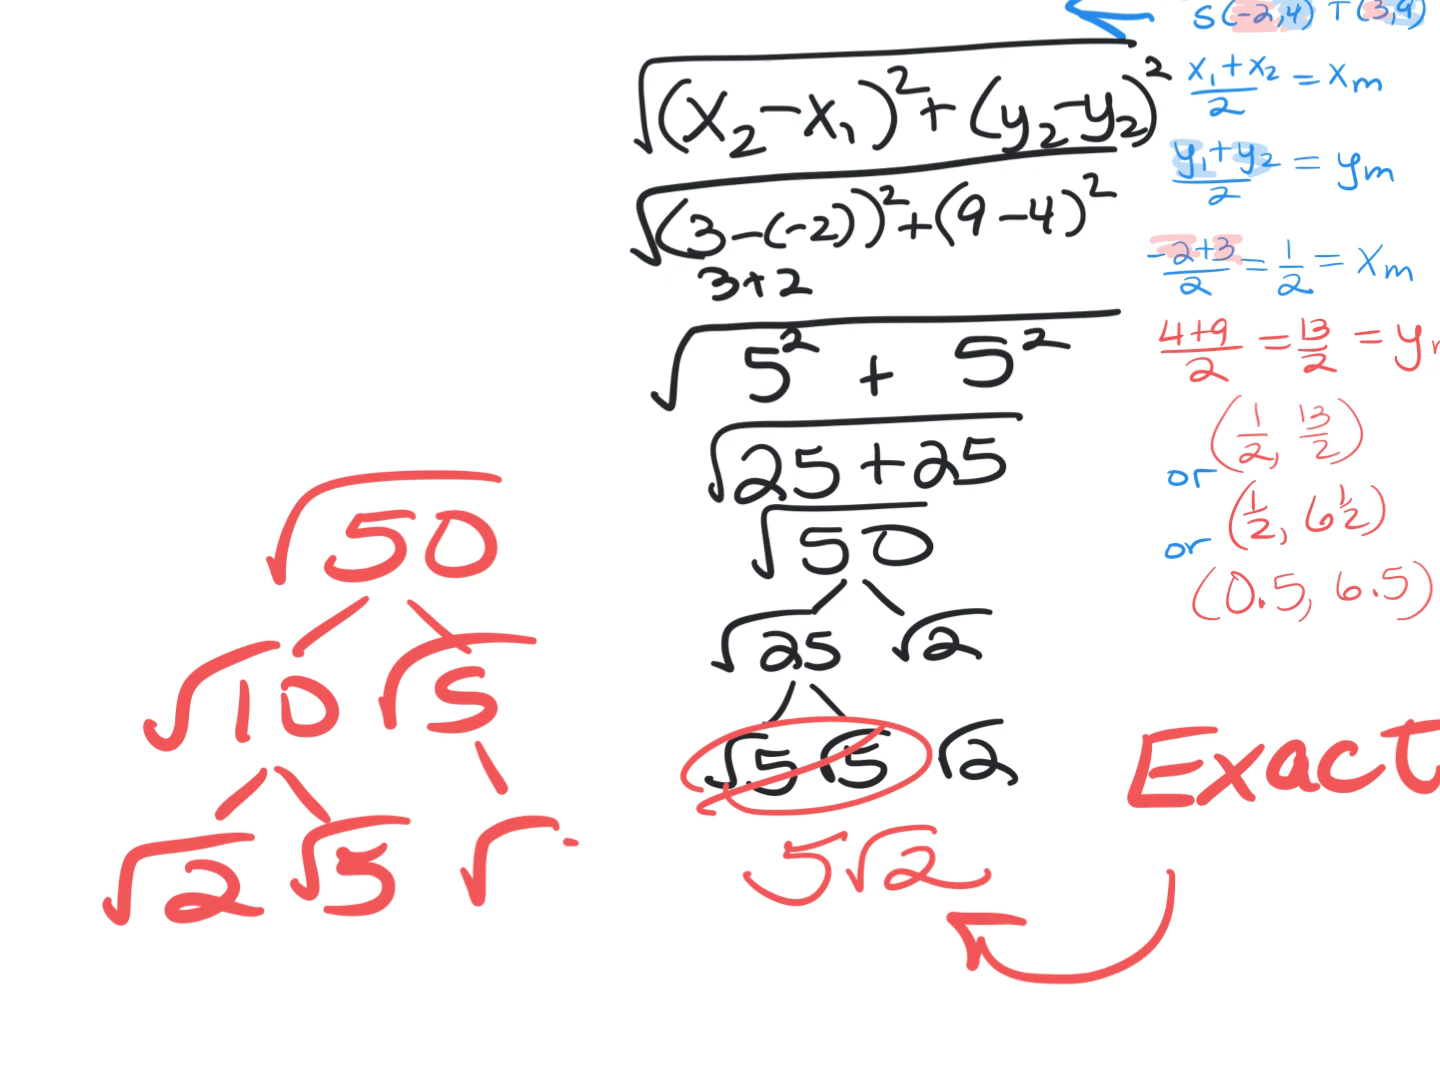 S(-2,4) T(3,9)
√((x₂-x₁)²+(y₂-y₂)²
(x₁+x₂)/2 = xₘ
(y₁+y₂)/2 = yₘ
√((3-(-2))²+(9-4)²
3+2
(-2+3)/2 = 1/2 = xₘ
√(5² + 5²)
(4+9)/2 = 13/2 = y
√(25+25)
(1/2, 13/2)
or
(1/2, 6 1/2)
or
(0.5, 6.5)
√50
√25 √2
√5 √5 √2
5√2
Exact
√50
√10 √5
√2 √5 √